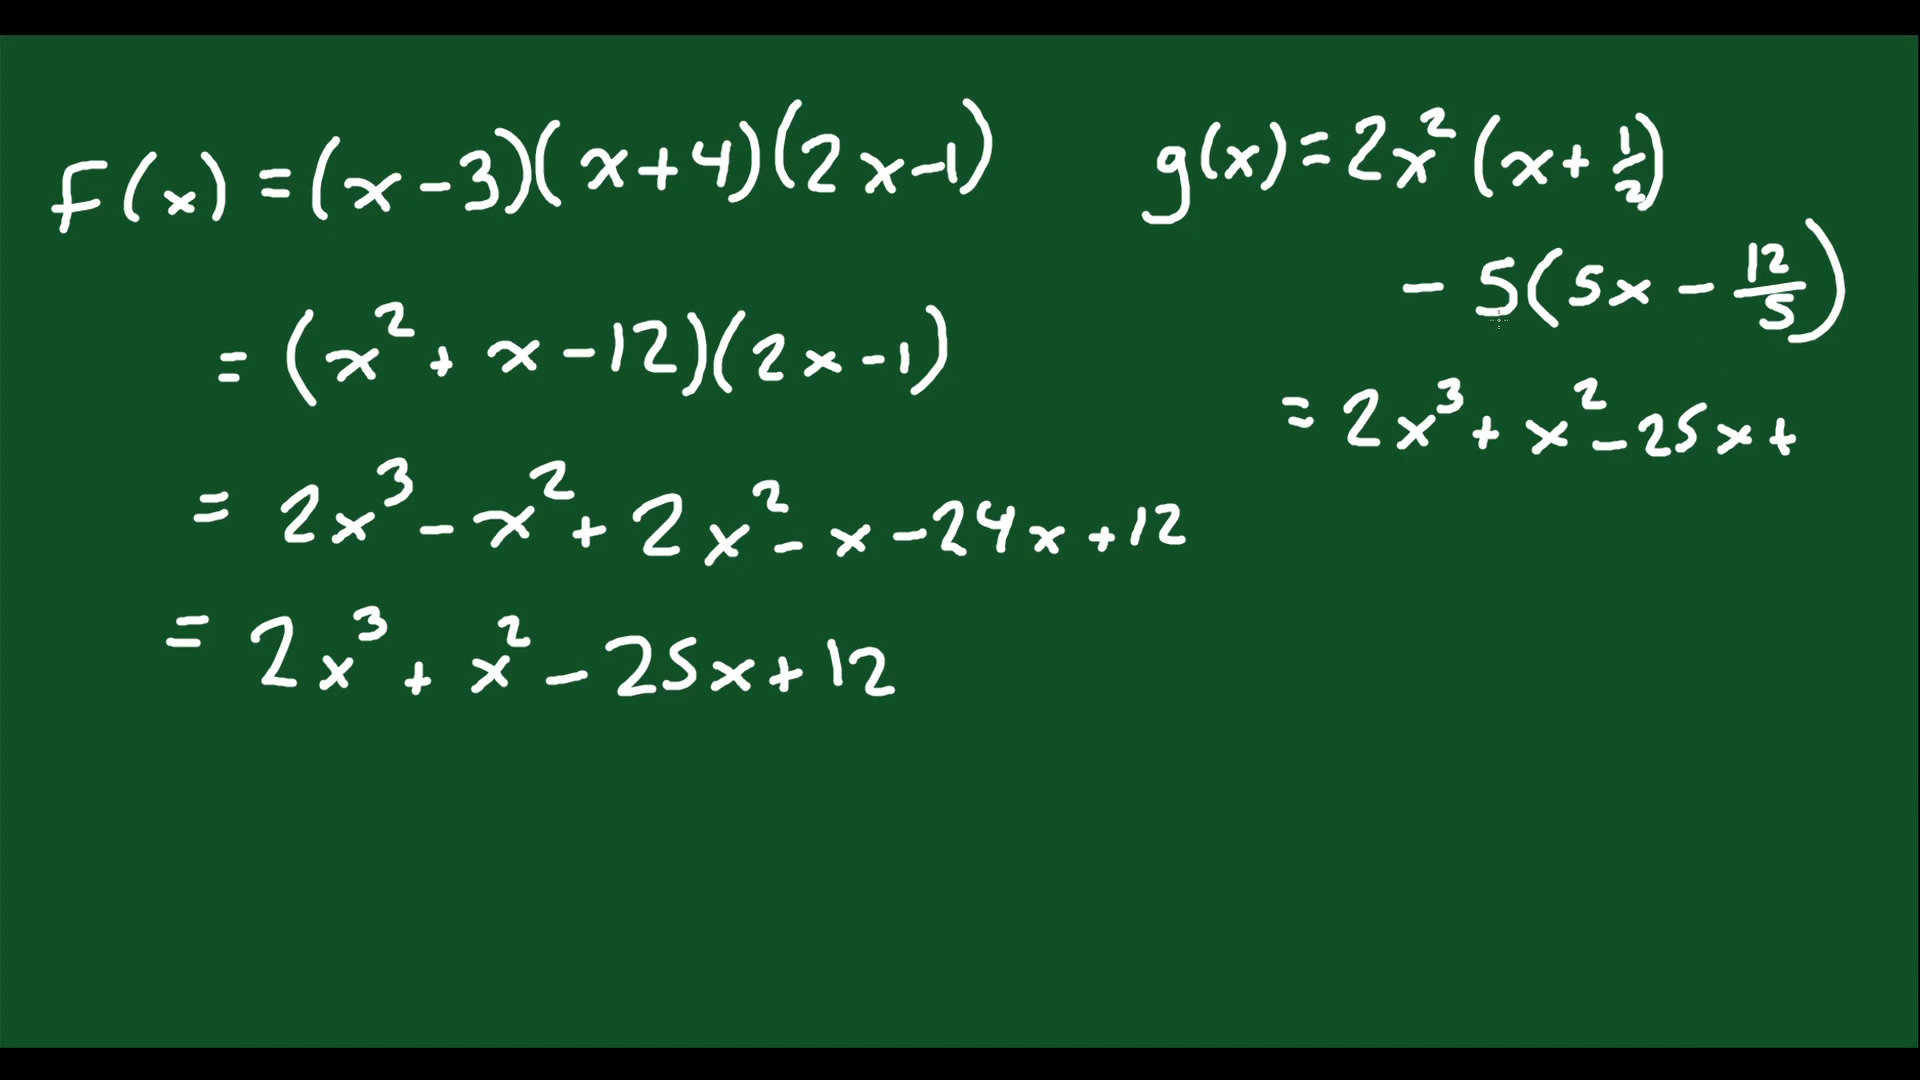 F(x) = (x-3)(x+4)(2x-1)
= (x² + x - 12)(2x - 1)
= 2x³ - x² + 2x² - x - 24x + 12
= 2x³ + x² - 25x + 12
g(x) = 2x² (x + 1/2)
- 5(5x - 12/5)
= 2x³ + x² - 25x +